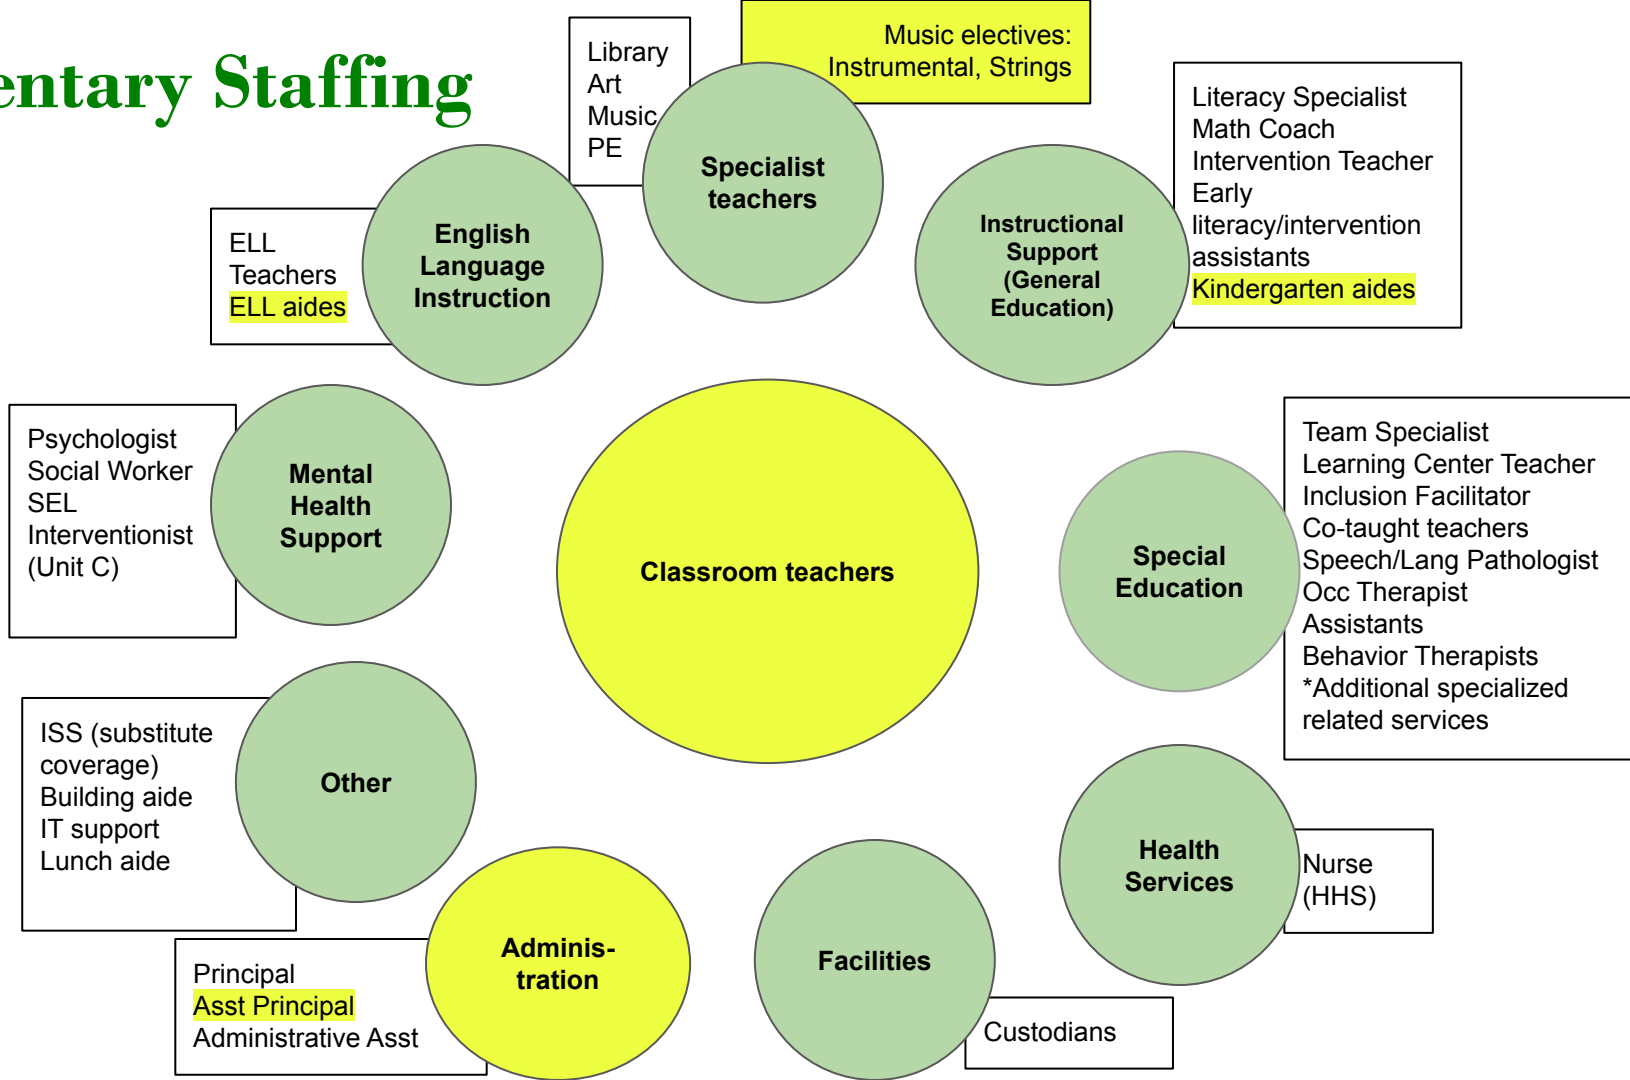 entary Staffing
Library
Art
Music
PE
Music electives:
Instrumental, Strings
Specialist
teachers
Literacy Specialist
Math Coach
Intervention Teacher
Early
literacy/intervention
assistants
Kindergarten aides
Instructional
Support
(General
Education)
ELL
Teachers
ELL aides
English
Language
Instruction
Psychologist
Social Worker
SEL
Interventionist
(Unit C)
Mental
Health
Support
Classroom teachers
Special
Education
Team Specialist
Learning Center Teacher
Inclusion Facilitator
Co-taught teachers
Speech/Lang Pathologist
Occ Therapist
Assistants
Behavior Therapists
*Additional specialized
related services
ISS (substitute
coverage)
Building aide
IT support
Lunch aide
Other
Health
Services
Nurse
(HHS)
Principal
Asst Principal
Administrative Asst
Adminis-
tration
Facilities
Custodians